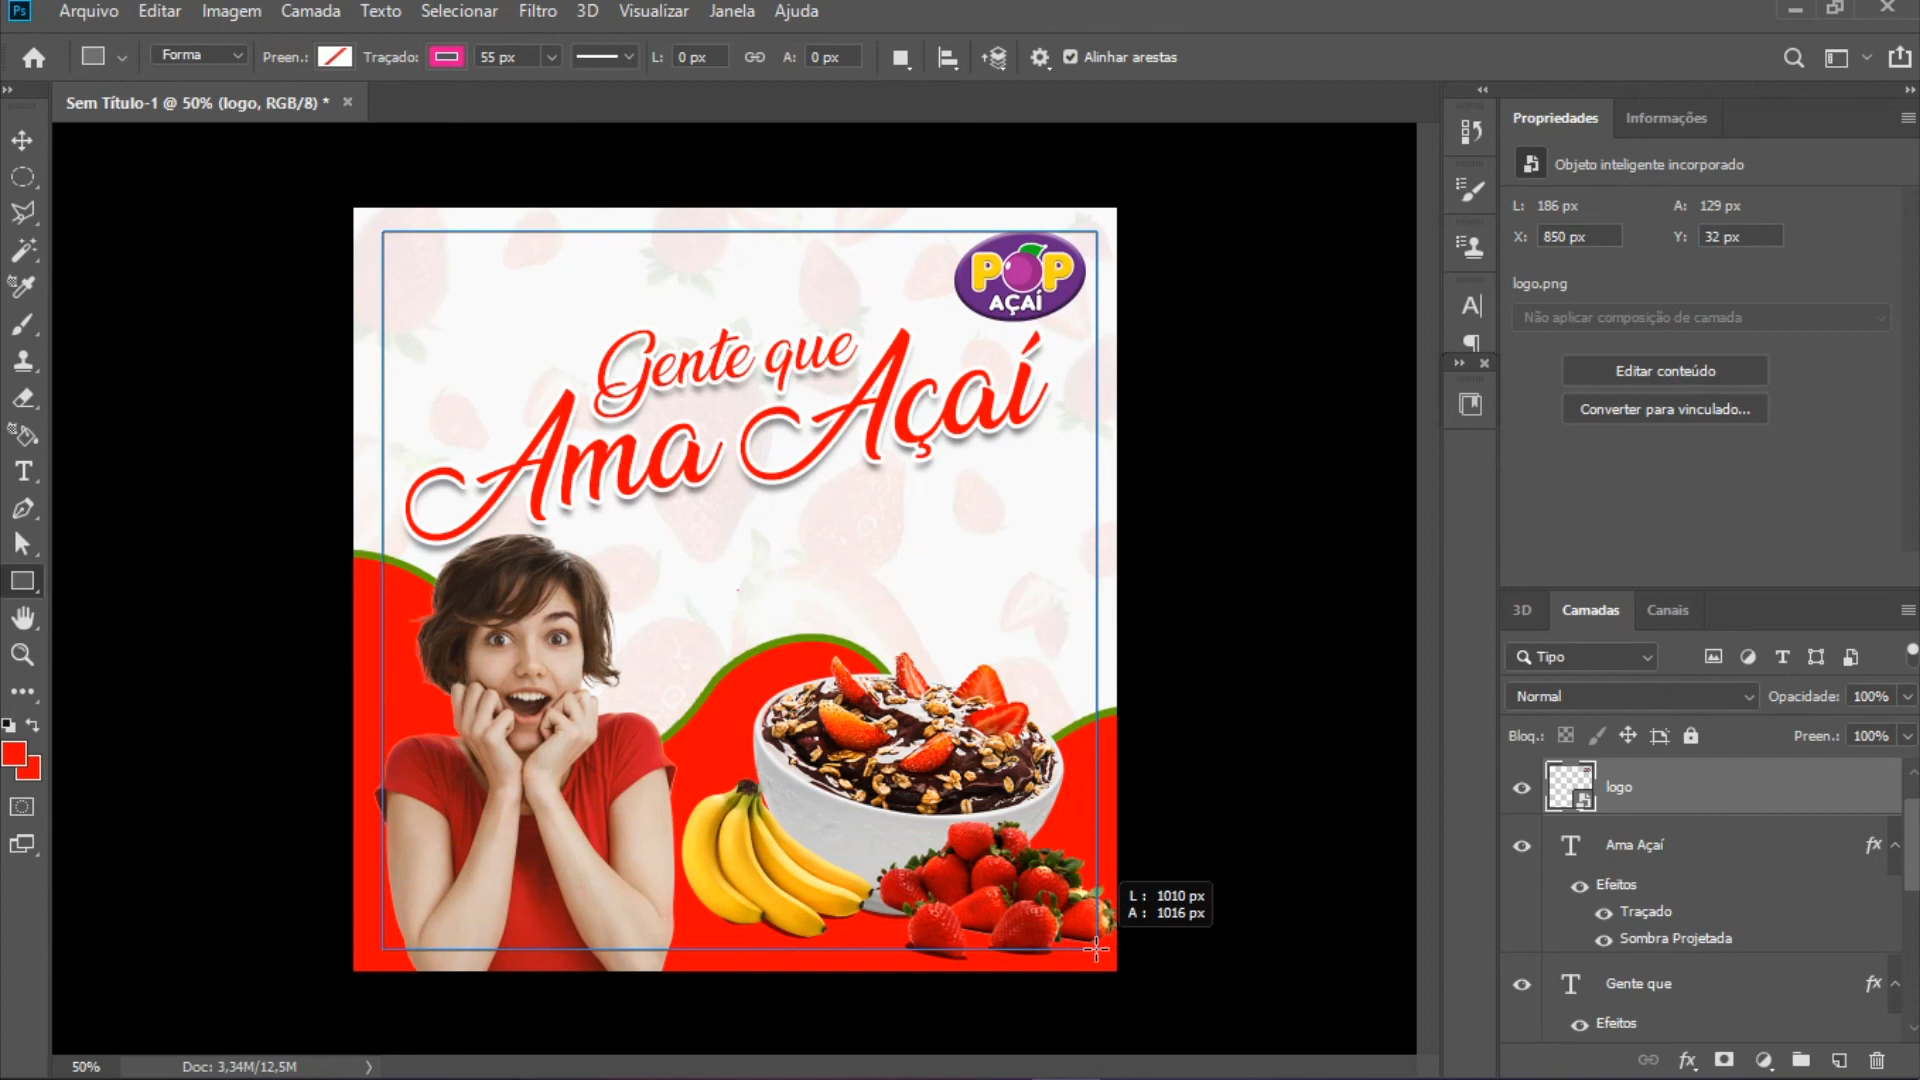 Ps Arquivo Editar Imagem Camada Texto Selecionar Filtro 3D Visualizar Janela Ajuda
Forma Preen.: Traçado: 55 px L: 0 px A: 0 px Alinhar arestas
Sem Título-1 @ 50% (logo, RGB/8) *
Propriedades Informações
Objeto inteligente incorporado
L: 186 px A: 129 px
X: 850 px Y: 32 px
logo.png
Não aplicar composição de camada
Editar conteúdo
Converter para vinculado...
POP
AÇAÍ
Gente que
Ama Açaí
L : 1010 px
A : 1016 px
3D Camadas Canais
Tipo
Normal Opacidade: 100%
Bloq.: Preen.: 100%
logo
Ama Açaí fx
Efeitos
Traçado
Sombra Projetada
Gente que fx
Efeitos
50% Doc: 3,34M/12,5M
fx